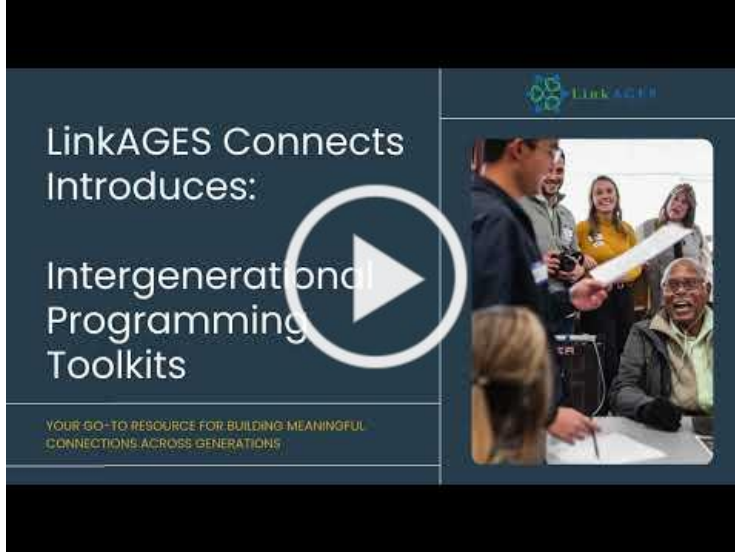 LinkAGES Connects
Introduces:
Intergenerational
Programming
Toolkits
YOUR GO-TO RESOURCE FOR BUILDING MEANINGFUL
CONNECTIONS ACROSS GENERATIONS
LinkAGES